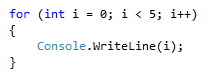 for (int i = 0; i < 5; i++)
{
    Console.WriteLine(i);
}